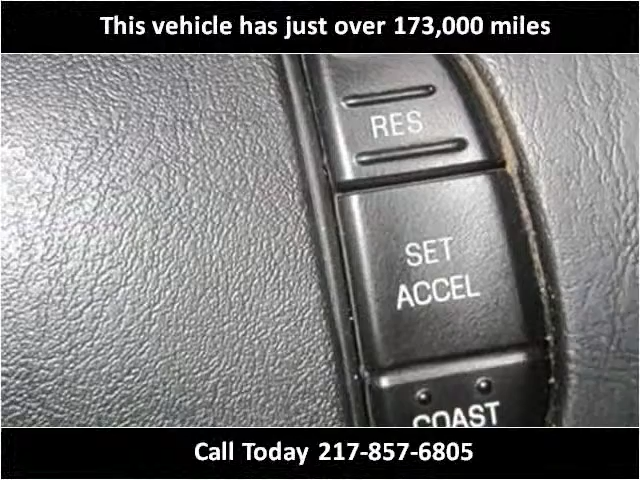 This vehicle has just over 173,000 miles
RES
SET
ACCEL
COAST
Call Today 217-857-6805